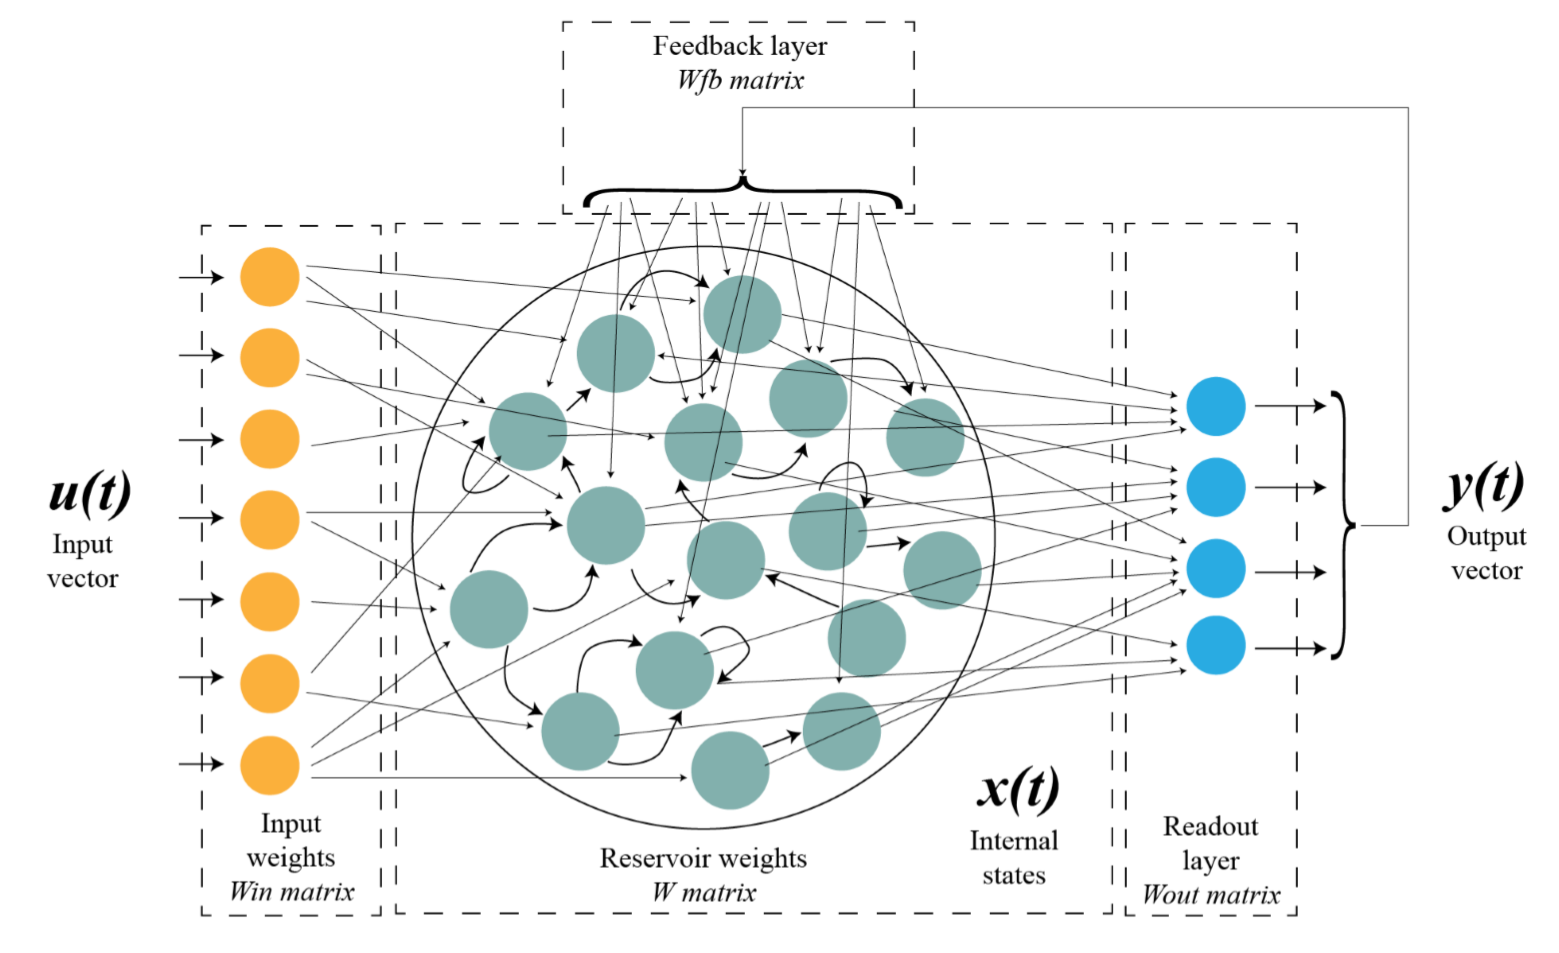 Feedback layer
Wfb matrix
u(t)
Input
vector
Input
weights
Win matrix
Reservoir weights
W matrix
x(t)
Internal
states
Readout
layer
Wout matrix
y(t)
Output
vector